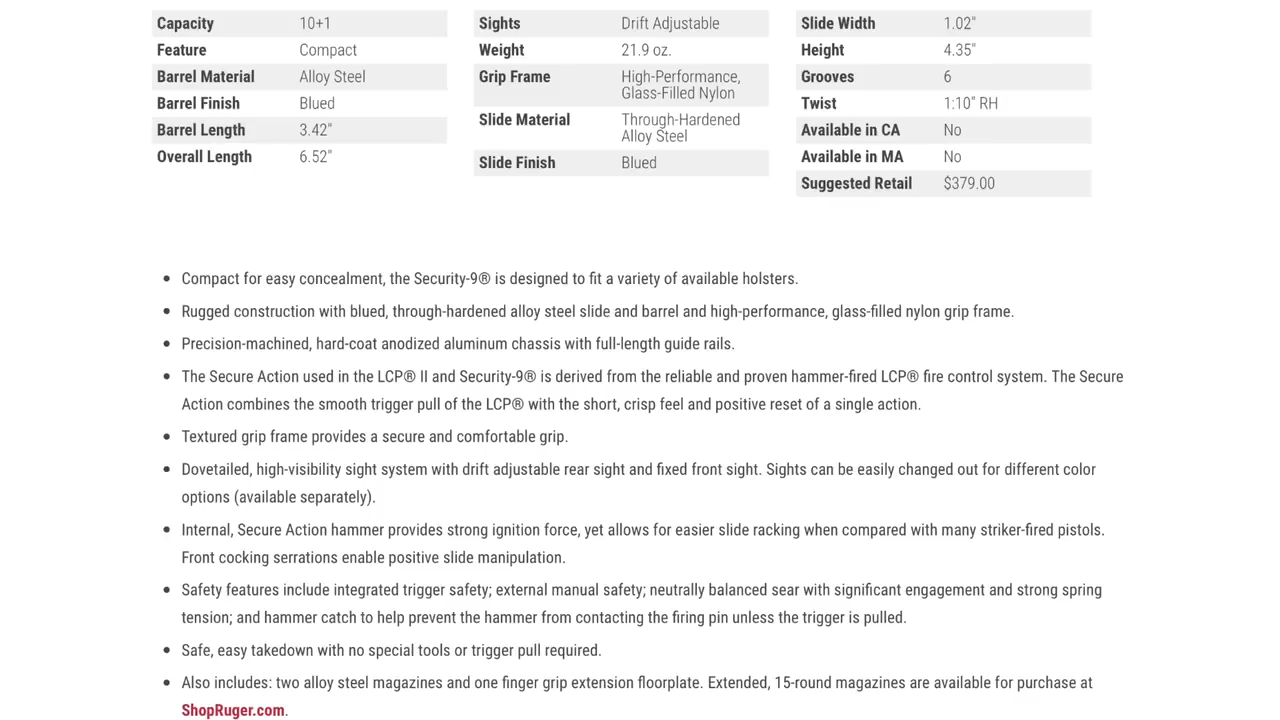 Capacity 10+1
Feature Compact
Barrel Material Alloy Steel
Barrel Finish Blued
Barrel Length 3.42"
Overall Length 6.52"
Sights Drift Adjustable
Weight 21.9 oz.
Grip Frame High-Performance,
Glass-Filled Nylon
Slide Material Through-Hardened
Alloy Steel
Slide Finish Blued
Slide Width 1.02"
Height 4.35"
Grooves 6
Twist 1:10" RH
Available in CA No
Available in MA No
Suggested Retail $379.00
• Compact for easy concealment, the Security-9® is designed to fit a variety of available holsters.
• Rugged construction with blued, through-hardened alloy steel slide and barrel and high-performance, glass-filled nylon grip frame.
• Precision-machined, hard-coat anodized aluminum chassis with full-length guide rails.
• The Secure Action used in the LCP® II and Security-9® is derived from the reliable and proven hammer-fired LCP® fire control system. The Secure
Action combines the smooth trigger pull of the LCP® with the short, crisp feel and positive reset of a single action.
• Textured grip frame provides a secure and comfortable grip.
• Dovetailed, high-visibility sight system with drift adjustable rear sight and fixed front sight. Sights can be easily changed out for different color
options (available separately).
• Internal, Secure Action hammer provides strong ignition force, yet allows for easier slide racking when compared with many striker-fired pistols.
Front cocking serrations enable positive slide manipulation.
• Safety features include integrated trigger safety; external manual safety; neutrally balanced sear with significant engagement and strong spring
tension; and hammer catch to help prevent the hammer from contacting the firing pin unless the trigger is pulled.
• Safe, easy takedown with no special tools or trigger pull required.
• Also includes: two alloy steel magazines and one finger grip extension floorplate. Extended, 15-round magazines are available for purchase at
ShopRuger.com.